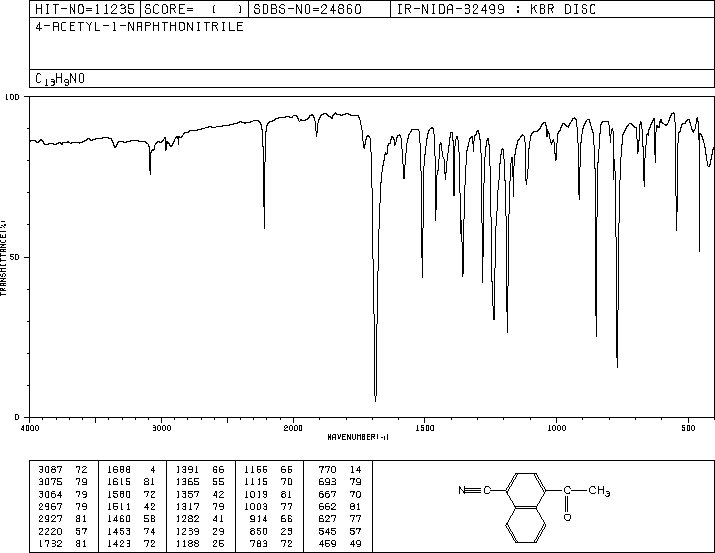 HIT-NO=11235 SCORE= ( ) SDBS-NO=24860 IR-NIDA-32499 : KBR DISC
4-ACETYL-1-NAPHTHONITRILE
C13H9NO
100
50
0
TRANSMITTANCE(%)
4000 3000 2000 1500 1000 500
WAVENUMBER(-1)
3087 72 1688 4 1391 66 1166 66 770 14
3075 79 1615 81 1365 55 1115 70 693 79
3064 79 1580 72 1357 42 1019 81 667 70
2967 79 1511 42 1317 79 1003 77 662 81
2927 81 1460 58 1282 41 914 66 627 77
2220 57 1453 74 1239 29 850 23 545 57
1732 81 1423 72 1188 25 783 72 459 49
N≡C C CH3
O